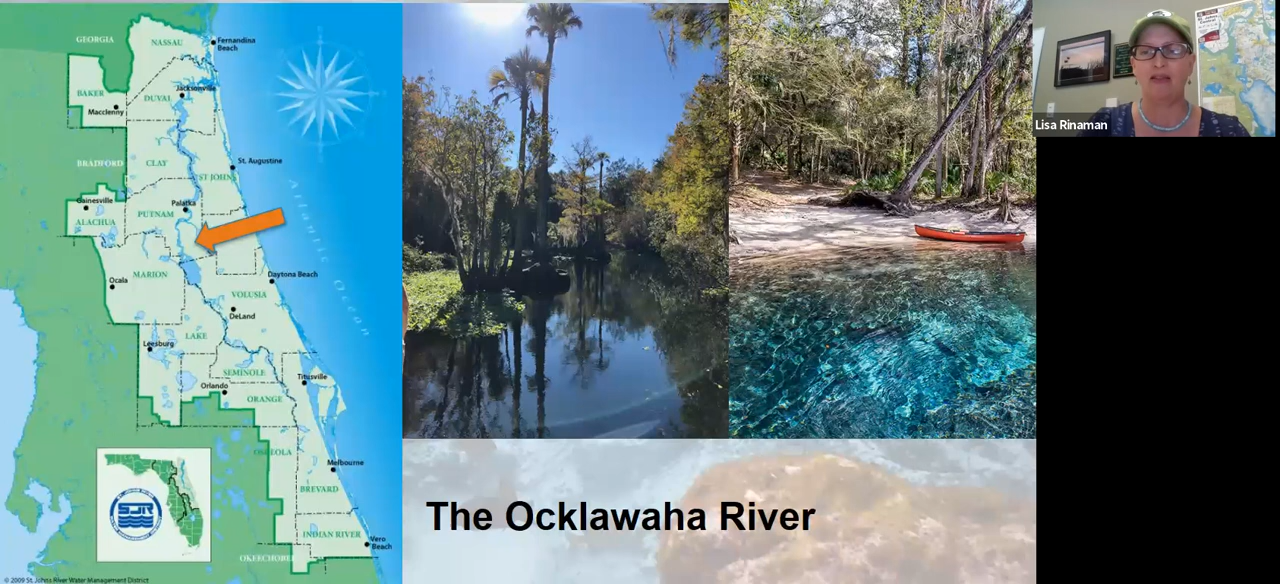 GEORGIA
NASSAU
Fernandina
Beach
BAKER
DUVAL
Jacksonville
Macclenny
BRADFORD
CLAY
St. Augustine
ST JOHNS
Gainesville
Palatka
ALACHUA
PUTNAM
Atlantic Ocean
MARION
Ocala
Daytona Beach
VOLUSIA
DeLand
LAKE
Leesburg
SEMINOLE
Titusville
Orlando
ORANGE
OSCEOLA
Melbourne
BREVARD
INDIAN RIVER
Vero
Beach
OKEECHOBEE
SJR
© 2009 St. Johns River Water Management District
The Ocklawaha River
Lisa Rinaman